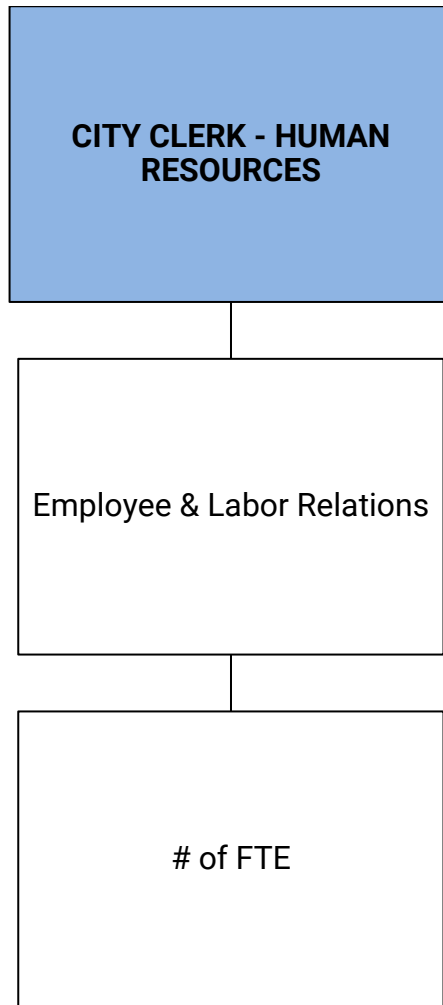 CITY CLERK - HUMAN
RESOURCES
Employee & Labor Relations
# of FTE